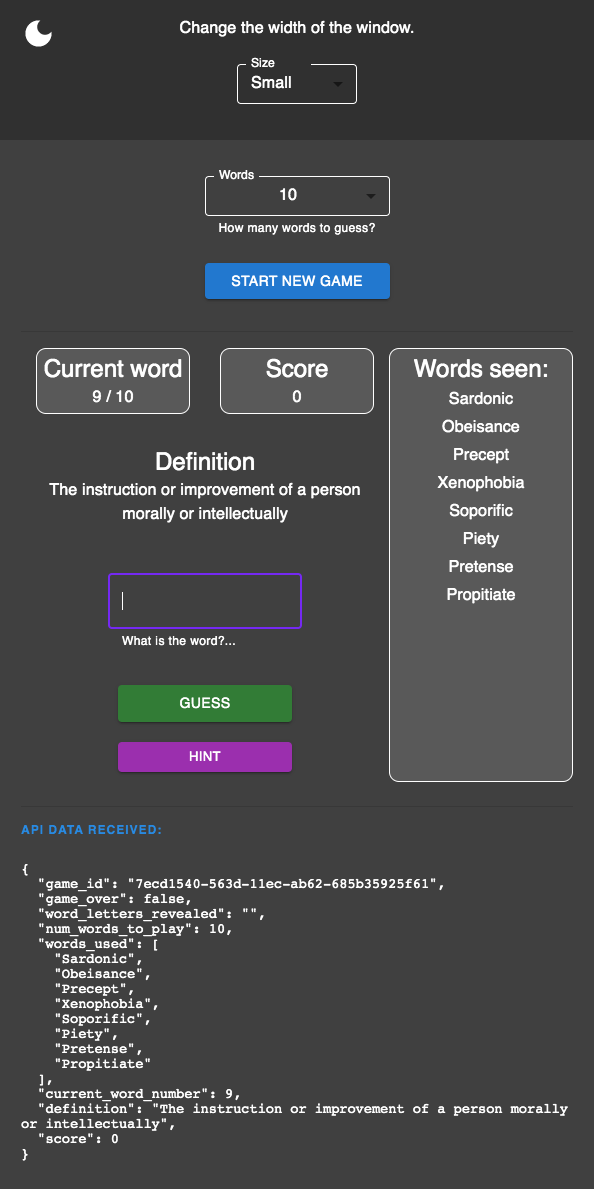 Change the width of the window.
Size
Small
Words
10
How many words to guess?
START NEW GAME
Current word
9 / 10
Score
0
Definition
The instruction or improvement of a person
morally or intellectually
What is the word?...
GUESS
HINT
Words seen:
Sardonic
Obeisance
Precept
Xenophobia
Soporific
Piety
Pretense
Propitiate
API DATA RECEIVED:
{
  "game_id": "7ecd1540-563d-11ec-ab62-685b35925f61",
  "game_over": false,
  "word_letters_revealed": "",
  "num_words_to_play": 10,
  "words_used": [
    "Sardonic",
    "Obeisance",
    "Precept",
    "Xenophobia",
    "Soporific",
    "Piety",
    "Pretense",
    "Propitiate"
  ],
  "current_word_number": 9,
  "definition": "The instruction or improvement of a person morally
or intellectually",
  "score": 0
}